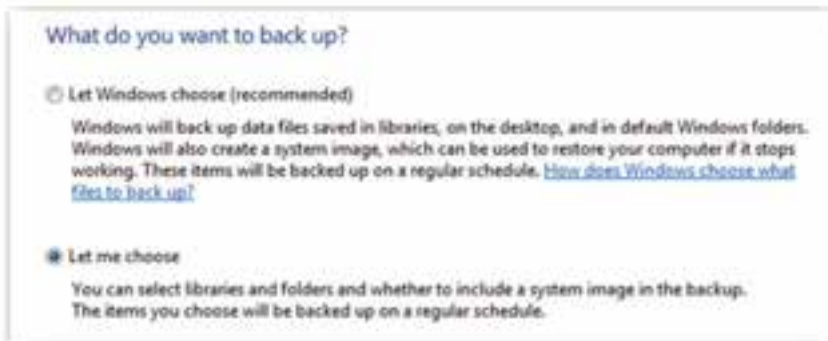 What do you want to back up?
Let Windows choose (recommended)
Windows will back up data files saved in libraries, on the desktop, and in default Windows folders.
Windows will also create a system image, which can be used to restore your computer if it stops
working. These items will be backed up on a regular schedule. How does Windows choose what
files to back up?
Let me choose
You can select libraries and folders and whether to include a system image in the backup.
The items you choose will be backed up on a regular schedule.